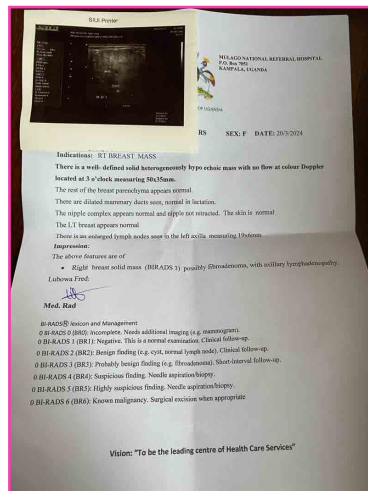 SIUI Printer
MULAGO NATIONAL REFERRAL HOSPITAL
P.O. Box 7051
KAMPALA, UGANDA
OF UGANDA
RS SEX: F DATE: 20/3/2024
Indications: RT BREAST MASS
There is a well- defined solid heterogeneously hypo echoic mass with no flow at colour Doppler
located at 3 o'clock measuring 50x35mm.
The rest of the breast parenchyma appears normal
There are dilated mammary ducts seen, normal in lactation.
The nipple complex appears normal and nipple not retracted. The skin is normal
The LT breast appears normal
There is an enlarged lymph nodes seen in the left axilla measuring 19x6mm
Impression:
The above features are of
• Right breast solid mass (BIRADS 3) possibly fibroadenoma, with axillary lymphadenopathy.
Lubowa Fred:
Med. Rad
BI-RADS® lexicon and Management
0 BI-RADS 0 (BR0): Incomplete. Needs additional imaging (e.g. mammogram).
0 BI-RADS 1 (BR1): Negative. This is a normal examination. Clinical follow-up.
0 BI-RADS 2 (BR2): Benign finding (e.g. cyst, normal lymph node). Clinical follow-up.
0 BI-RADS 3 (BR3): Probably benign finding (e.g. fibroadenoma). Short-interval follow-up.
0 BI-RADS 4 (BR4): Suspicious finding. Needle aspiration/biopsy.
0 BI-RADS 5 (BR5): Highly suspicious finding. Needle aspiration/biopsy.
0 BI-RADS 6 (BR6): Known malignancy. Surgical excision when appropriate
Vision: "To be the leading centre of Health Care Services"